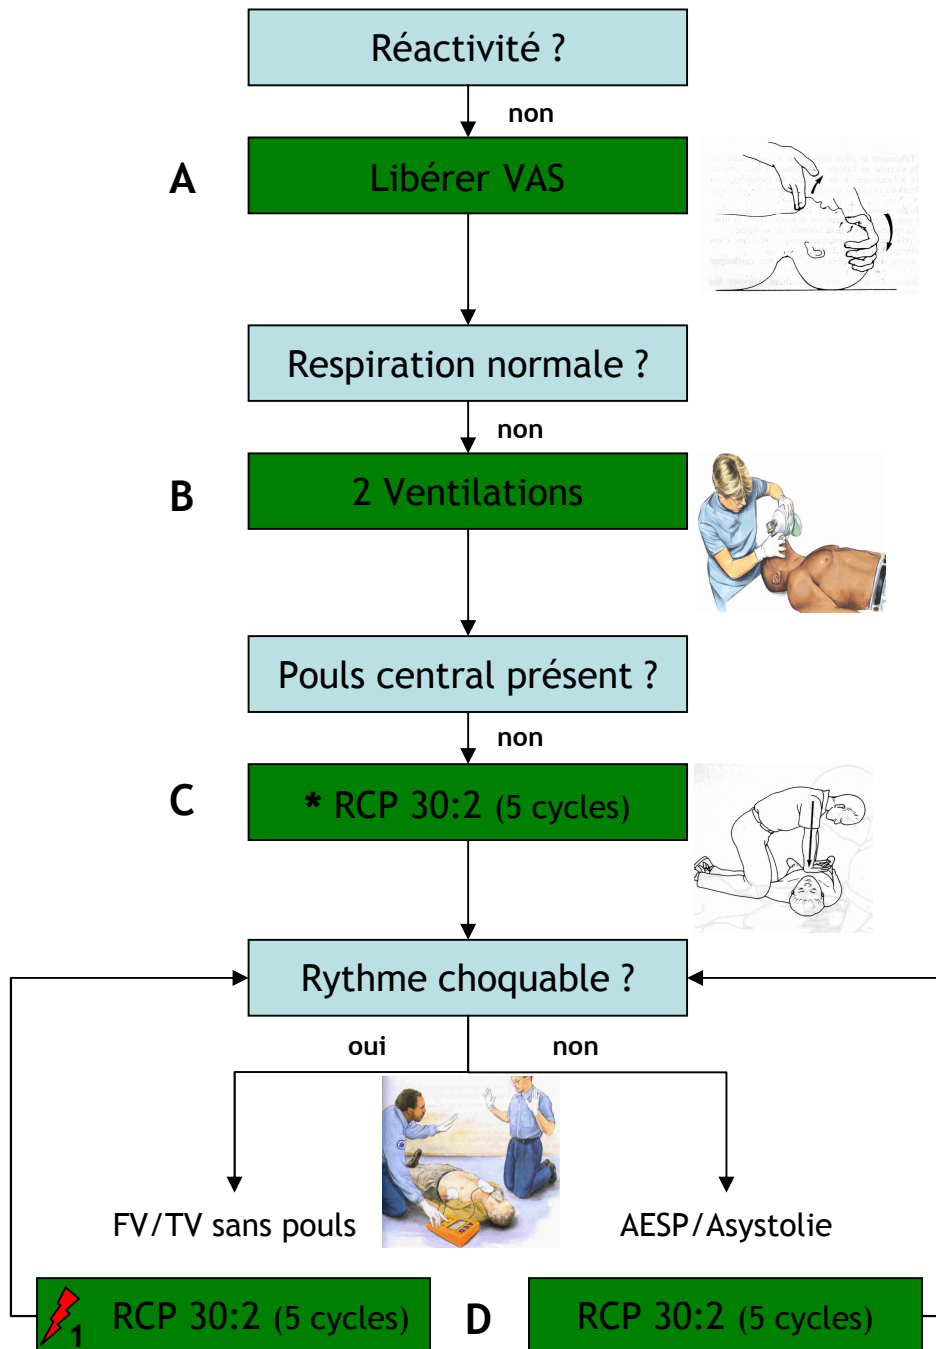 Réactivité ?
non
A
Libérer VAS
Respiration normale ?
non
B
2 Ventilations
Pouls central présent ?
non
C
* RCP 30:2 (5 cycles)
Rythme choquable ?
oui
non
FV/TV sans pouls
AESP/Asystolie
1
RCP 30:2 (5 cycles)
D
RCP 30:2 (5 cycles)